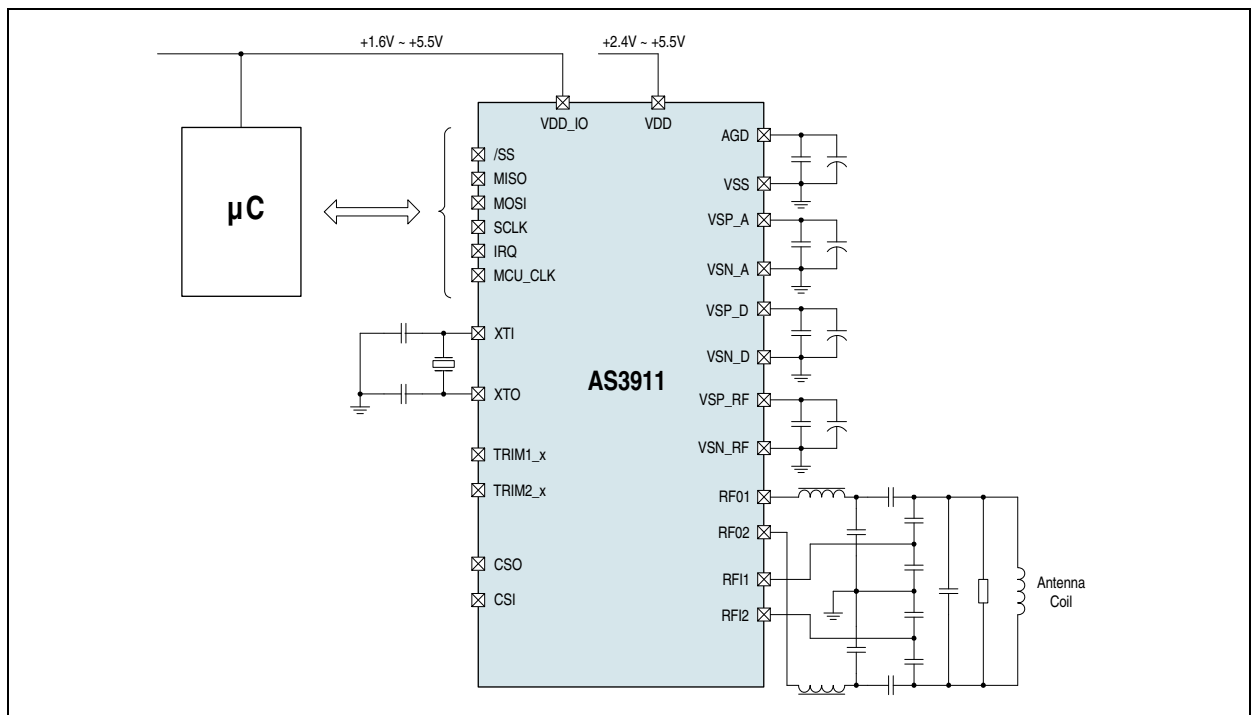 +1.6V ~ +5.5V
+2.4V ~ +5.5V
VDD_IO
VDD
µC
/SS
MISO
MOSI
SCLK
IRQ
MCU_CLK
XTI
XTO
TRIM1_x
TRIM2_x
CSO
CSI
AS3911
AGD
VSS
VSP_A
VSN_A
VSP_D
VSN_D
VSP_RF
VSN_RF
RF01
RF02
RFI1
RFI2
Antenna
Coil